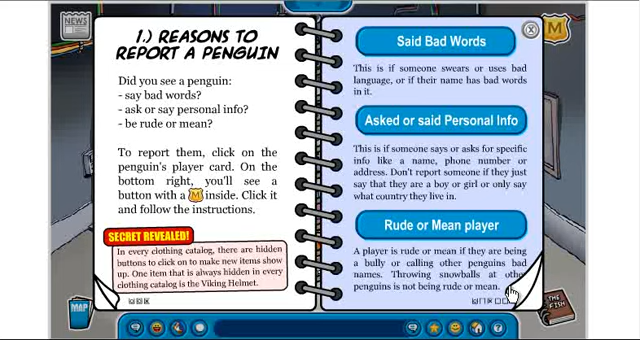 NEWS
1.) REASONS TO
REPORT A PENGUIN
Did you see a penguin:
- say bad words?
- ask or say personal info?
- be rude or mean?
To report them, click on the
penguin's player card. On the
bottom right, you'll see a
button with a M inside. Click it
and follow the instructions.
SECRET REVEALED!
In every clothing catalog, there are hidden
buttons to click on to make new items show
up. One item that is always hidden in every
clothing catalog is the Viking Helmet.
Said Bad Words
This is if someone swears or uses bad
language, or if their name has bad words
in it.
Asked or said Personal Info
This is if someone says or asks for specific
info like a name, phone number or
address. Don't report someone if they just
say that they are a boy or girl or only say
what country they live in.
Rude or Mean player
A player is rude or mean if they are being
a bully or calling other penguins bad
names. Throwing snowballs at other
penguins is not being rude or mean.
X
M
MAP
THE
FISH
?